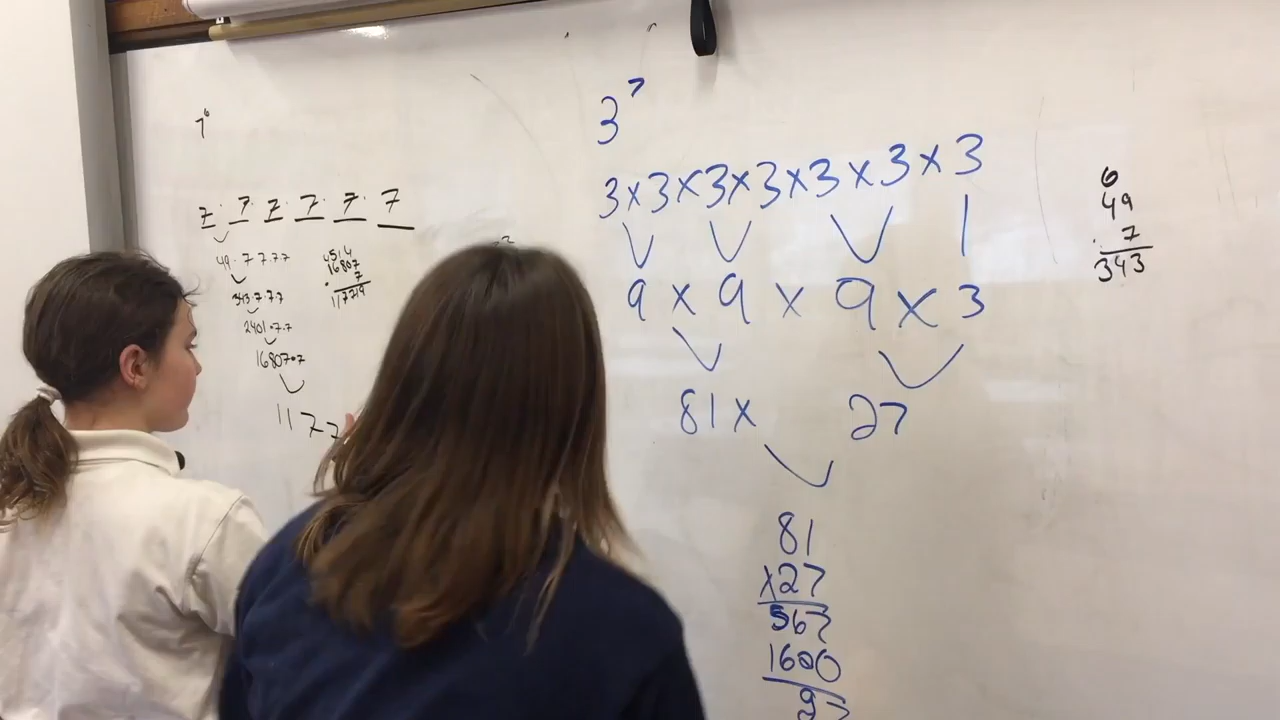 7⁶
7 · 7 · 7 · 7 · 7 · 7
49 · 7 7 · 7 · 7
343 · 7 · 7 · 7
2401 · 7 · 7
16807 · 7
1177
16807
7
3⁷
3 × 3 × 3 × 3 × 3 × 3 × 3
9 × 9 × 9 × 3
81 × 27
81
× 27
567
1600
6
49
· 7
343